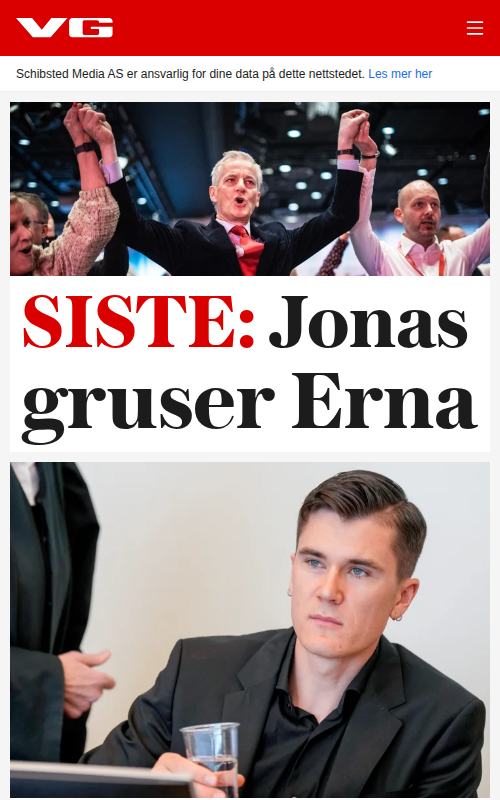 VG
Schibsted Media AS er ansvarlig for dine data på dette nettstedet. Les mer her
SISTE: Jonas
gruser Erna